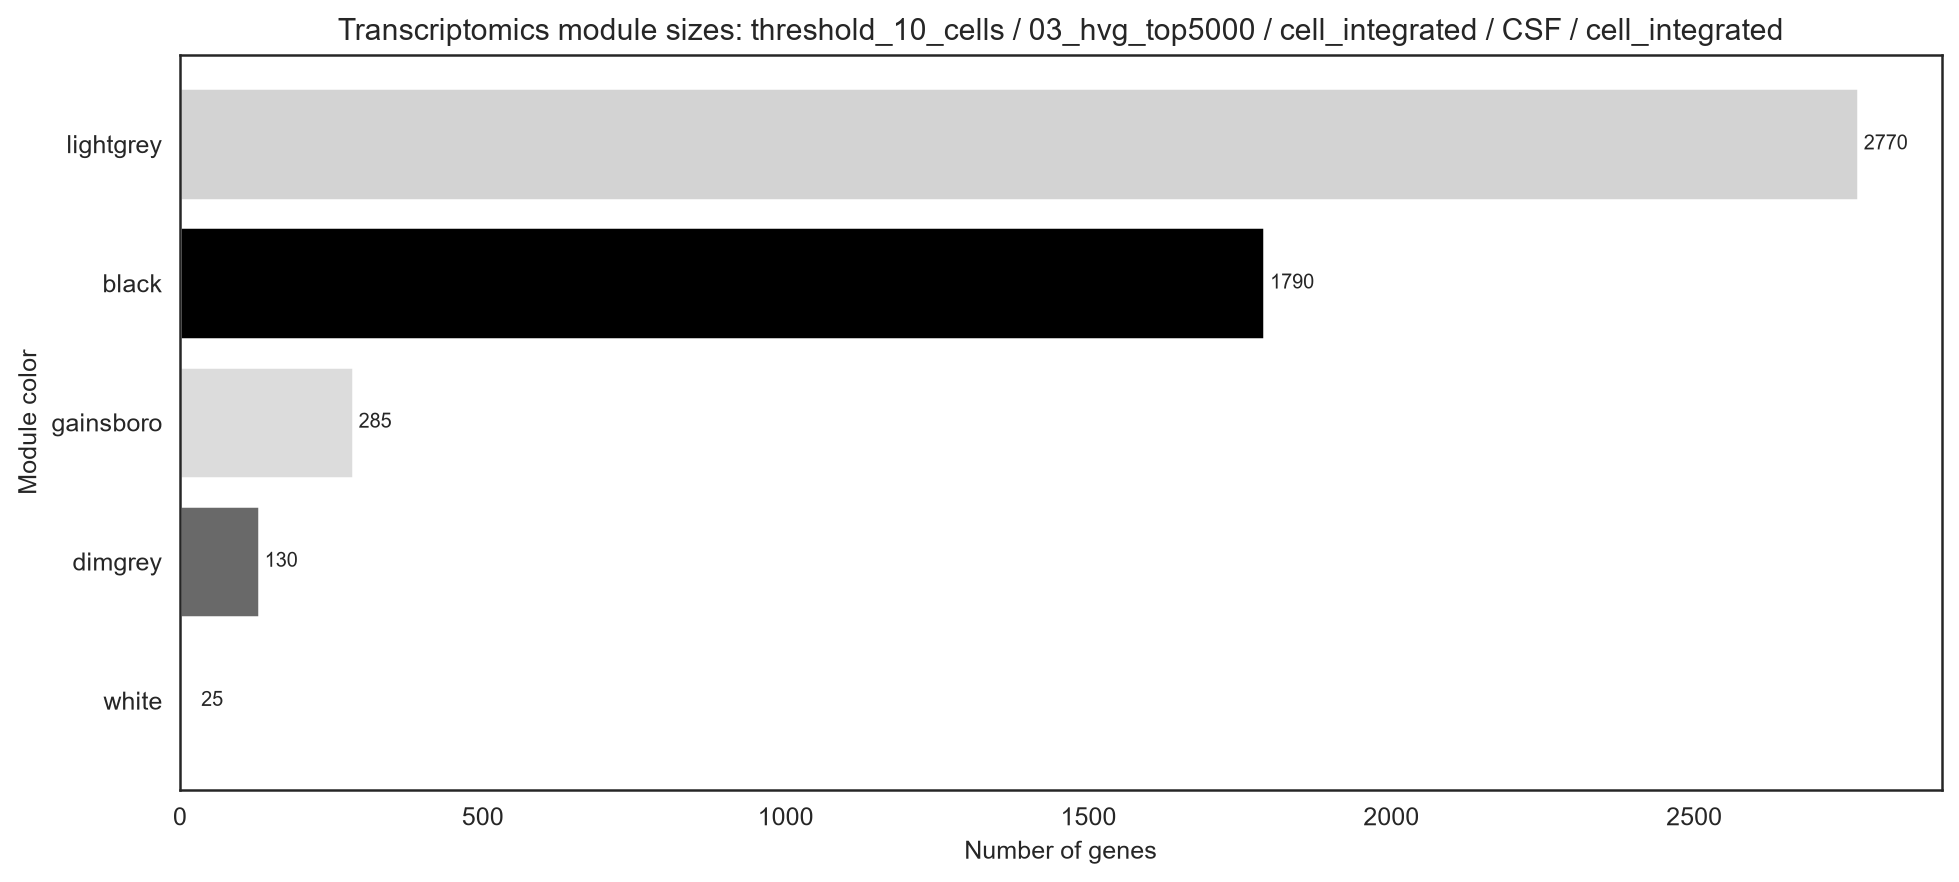 Transcriptomics module sizes: threshold_10_cells / 03_hvg_top5000 / cell_integrated / CSF / cell_integrated
Module color
lightgrey 2770
black 1790
gainsboro 285
dimgrey 130
white 25
0 500 1000 1500 2000 2500
Number of genes